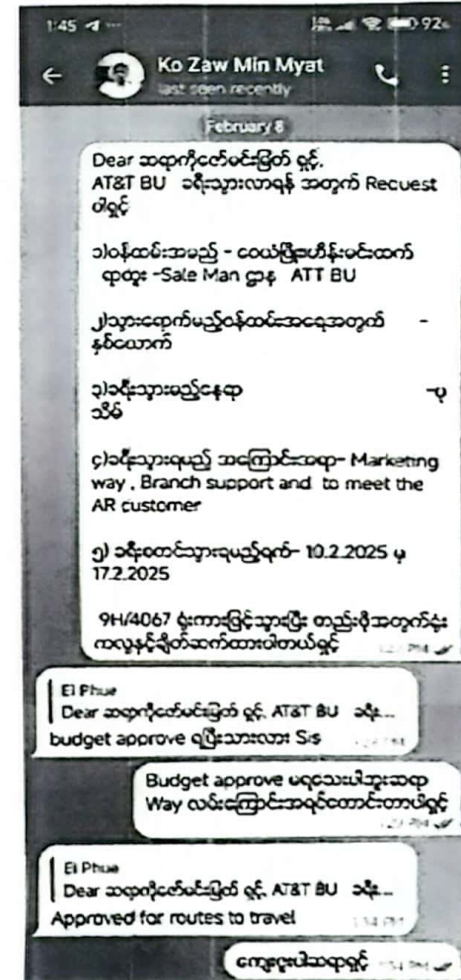 1:45
92
Ko Zaw Min Myat
last seen recently
February 8
Dear ဆရာကိုဇော်မင်းမြတ် ရှင့်.
AT&T BU ခရီးသွားလာရန် အတွက် Recuest
ပါရှင့်
၁)ဝန်ထမ်းအမည် - ဝေယံဖြိုး၊ဟိန်းမင်းထက်
ရာထူး -Sale Man ဌာန ATT BU
၂)သွားရောက်မည့်ဝန်ထမ်းအရေအတွက် -
နှစ်ယောက်
၃)ခရီးသွားမည့်နေရာ -ပု
သိမ်
၄)ခရီးသွားရမည့် အကြောင်းအရာ- Marketing
way , Branch support and to meet the
AR customer
၅) ခရီးစတင်သွားရမည့်ရက်- 10.2.2025 မှ
17.2.2025
9H/4067 ရုံးကားဖြင့်သွားပြီး တည်းဖိုအတွက်ရုံး
ကလူနှင့်ချိတ်ဆက်ထားပါတယ်ရှင့်
Ei Phue
Dear ဆရာကိုဇော်မင်းမြတ် ရှင့်. AT&T BU ခရီး...
budget approve ရပြီးသားလား Sis
Budget approve မရသေးပါဘူးဆရာ
Way လမ်းကြောင်းအရင်တောင်းတာပါရှင့်
Ei Phue
Dear ဆရာကိုဇော်မင်းမြတ် ရှင့်. AT&T BU ခရီး...
Approved for routes to travel 1:54 PM
ကျေးဇူးပါဆရာရှင့် 1:54 PM